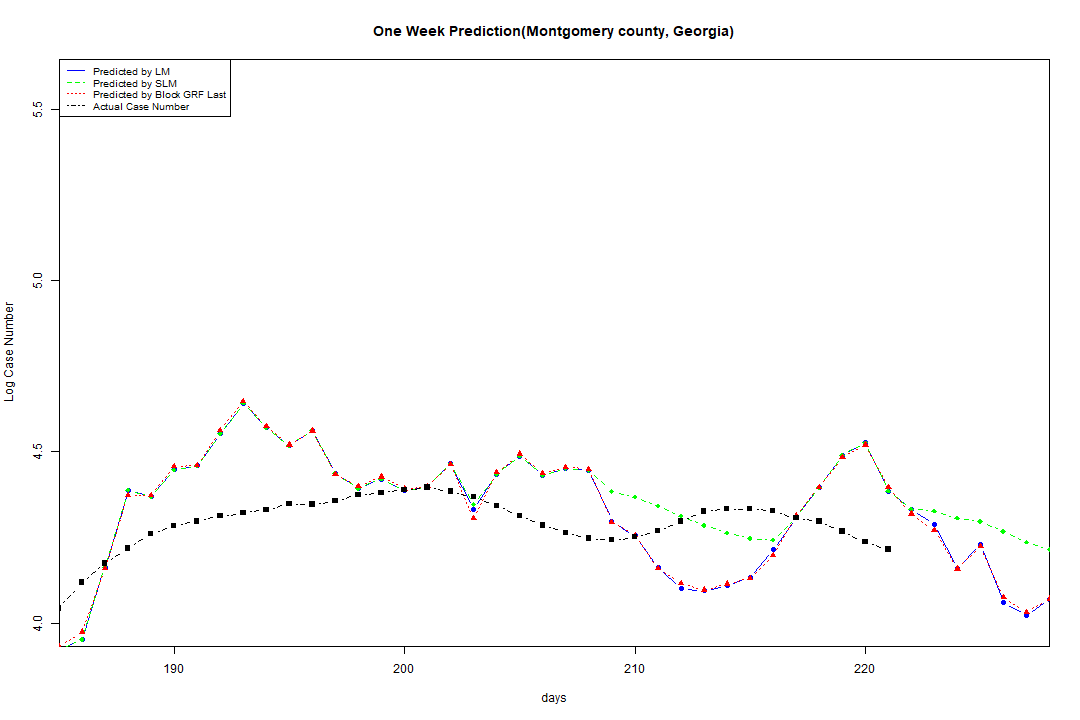 One Week Prediction(Montgomery county, Georgia)
Predicted by LM
Predicted by SLM
Predicted by Block GRF Last
Actual Case Number
5.5
5.0
4.5
4.0
Log Case Number
190
200
210
220
days